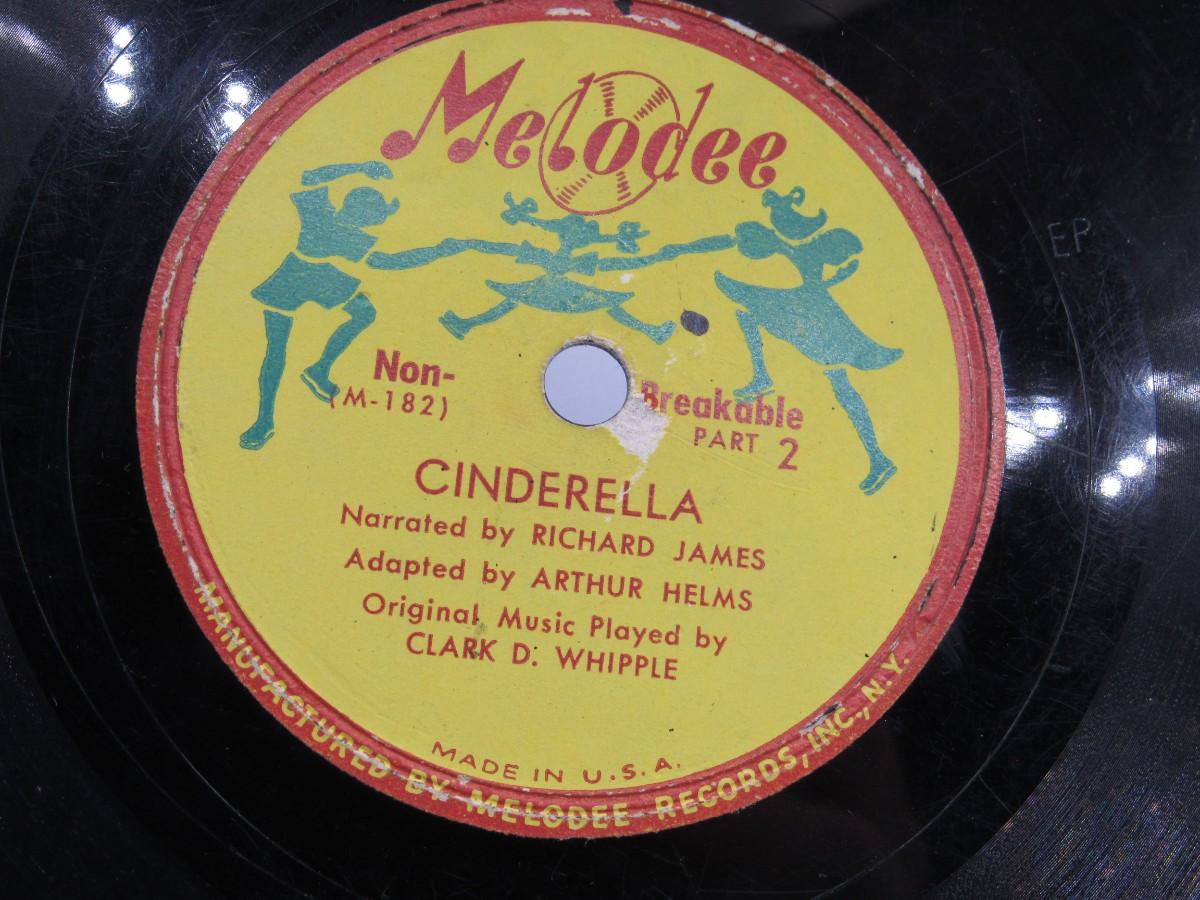 Melodee
EP
Non-Breakable
(M-182)
PART 2
CINDERELLA
Narrated by RICHARD JAMES
Adapted by ARTHUR HELMS
Original Music Played by
CLARK D. WHIPPLE
MADE IN U.S.A.
MANUFACTURED BY MELODEE RECORDS, INC., N.Y.